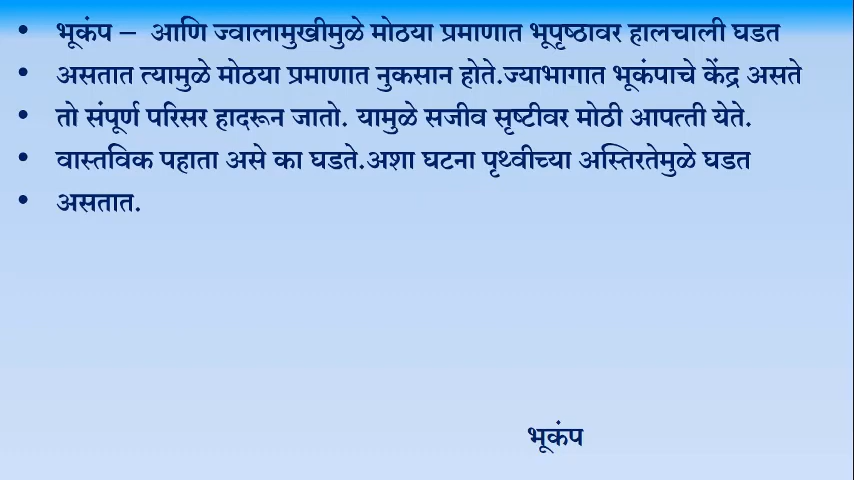 • भूकंप – आणि ज्वालामुखीमुळे मोठया प्रमाणात भूपृष्ठावर हालचाली घडत
• असतात त्यामुळे मोठया प्रमाणात नुकसान होते.ज्याभागात भूकंपाचे केंद्र असते
• तो संपूर्ण परिसर हादरून जातो. यामुळे सजीव सृष्टीवर मोठी आपत्ती येते.
• वास्तविक पहाता असे का घडते.अशा घटना पृथ्वीच्या अस्तिरतेमुळे घडत
• असतात.
भूकंप